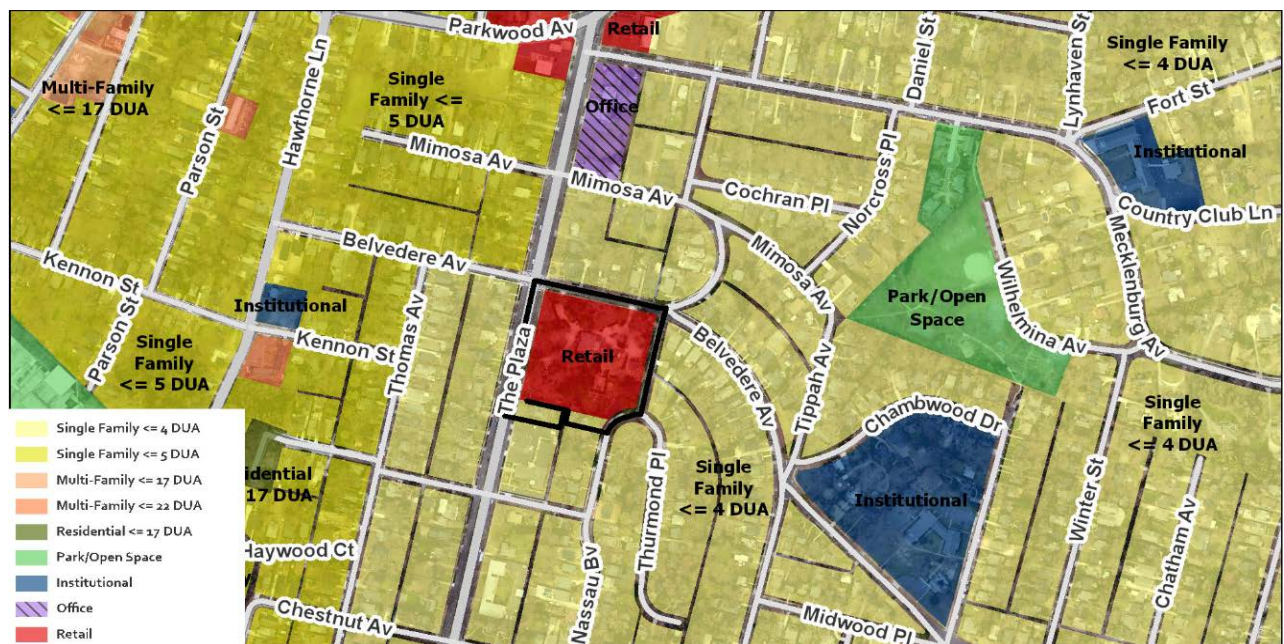 Parkwood Av
Retail
Daniel St
Lynhaven St
Single Family
<= 4 DUA
Multi-Family
<= 17 DUA
Hawthorne Ln
Single
Family <=
5 DUA
Office
Fort St
Parson St
Mimosa Av
Mimosa Av
Cochran Pl
Norcross Pl
Institutional
Country Club Ln
Belvedere Av
Mimosa Av
Mecklenburg Av
Kennon St
Institutional
Thomas Av
Park/Open
Space
Wilhelmina Av
Parson St
Single
Family
<= 5 DUA
Kennon St
The Plaza
Retail
Belvedere Av
Tippah Av
Chambwood Dr
Single
Family
<= 4 DUA
Single
Family
<= 4 DUA
Institutional
Winter St
Chatham Av
Thurmond Pl
Nassau Bv
idential
17 DUA
Haywood Ct
Chestnut Av
Midwood Pl
Single Family <= 4 DUA
Single Family <= 5 DUA
Multi-Family <= 17 DUA
Multi-Family <= 22 DUA
Residential <= 17 DUA
Park/Open Space
Institutional
Office
Retail